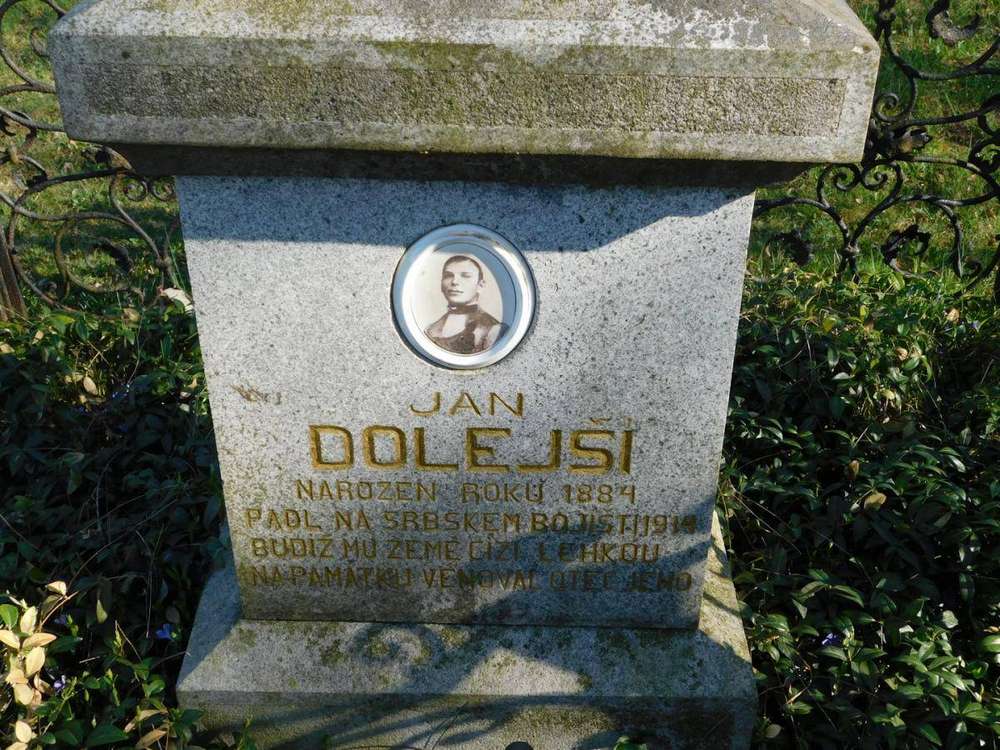 JAN
DOLEJŠÍ
NAROZEN ROKU 1884
PADL NA SRBSKÉM BOJIŠTI 1914
BUDIŽ MU ZEMĚ CIZÍ LEHKOU
NA PAMÁTKU VĚNOVAL OTEC JEHO